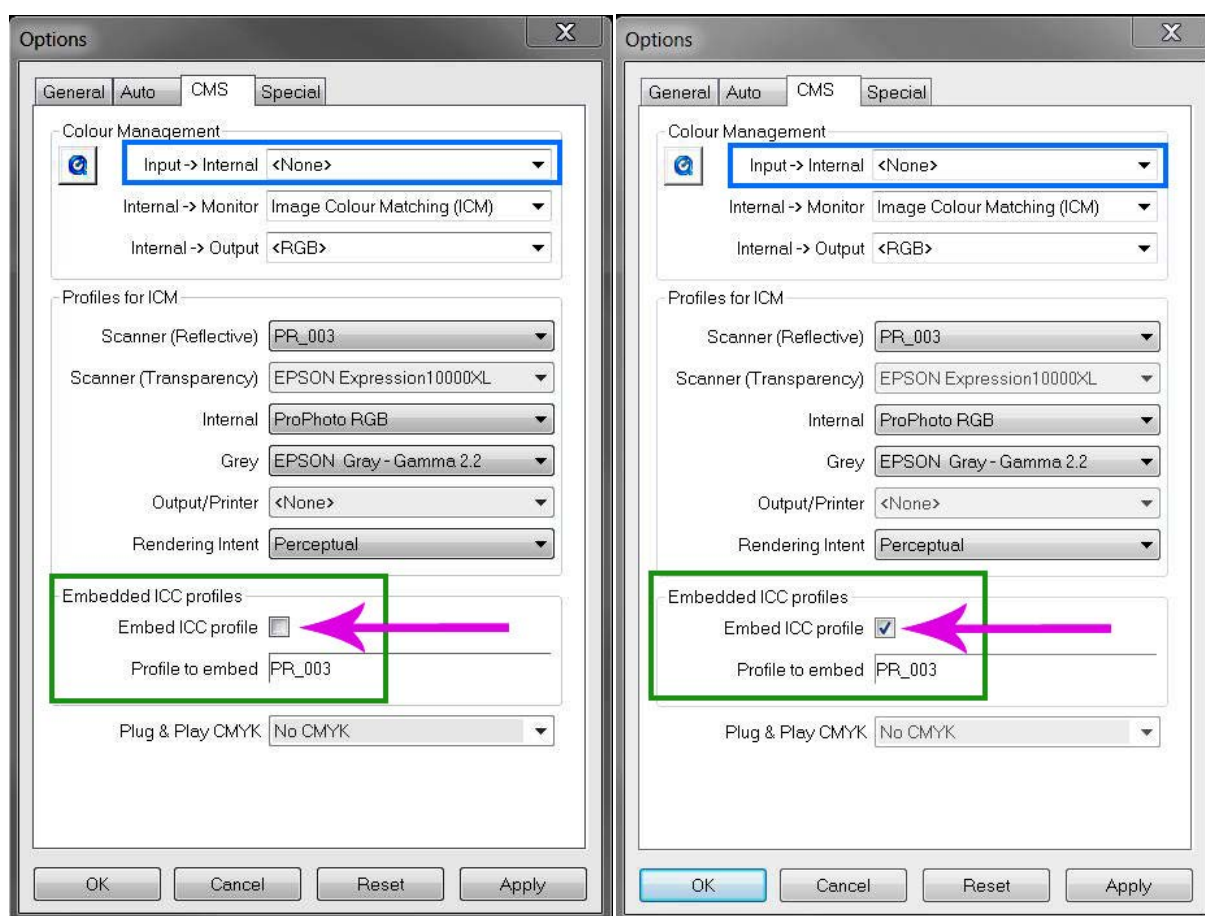 Options
General Auto CMS Special
Colour Management
Input -> Internal <None>
Internal -> Monitor Image Colour Matching (ICM)
Internal -> Output <RGB>
Profiles for ICM
Scanner (Reflective) PR_003
Scanner (Transparency) EPSON Expression10000XL
Internal ProPhoto RGB
Grey EPSON Gray - Gamma 2.2
Output/Printer <None>
Rendering Intent Perceptual
Embedded ICC profiles
Embed ICC profile
Profile to embed PR_003
Plug & Play CMYK No CMYK
OK Cancel Reset Apply
Options
General Auto CMS Special
Colour Management
Input -> Internal <None>
Internal -> Monitor Image Colour Matching (ICM)
Internal -> Output <RGB>
Profiles for ICM
Scanner (Reflective) PR_003
Scanner (Transparency) EPSON Expression10000XL
Internal ProPhoto RGB
Grey EPSON Gray - Gamma 2.2
Output/Printer <None>
Rendering Intent Perceptual
Embedded ICC profiles
Embed ICC profile
Profile to embed PR_003
Plug & Play CMYK No CMYK
OK Cancel Reset Apply